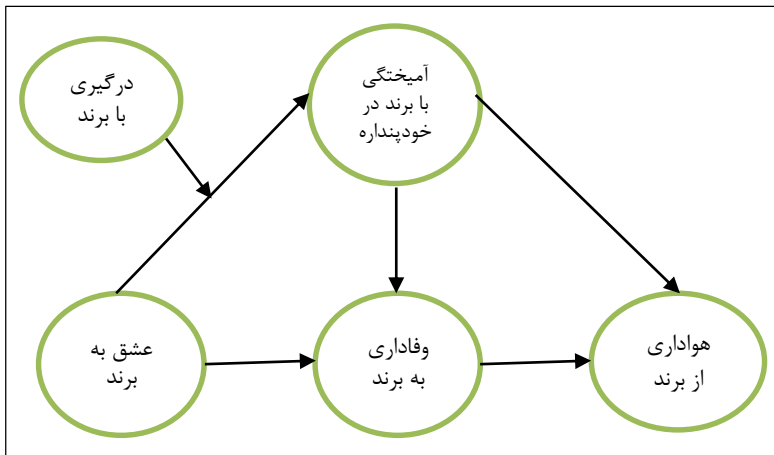 درگیری
با برند
آمیختگی
با برند در
خودپنداره
عشق به
برند
وفاداری
به برند
هواداری
از برند